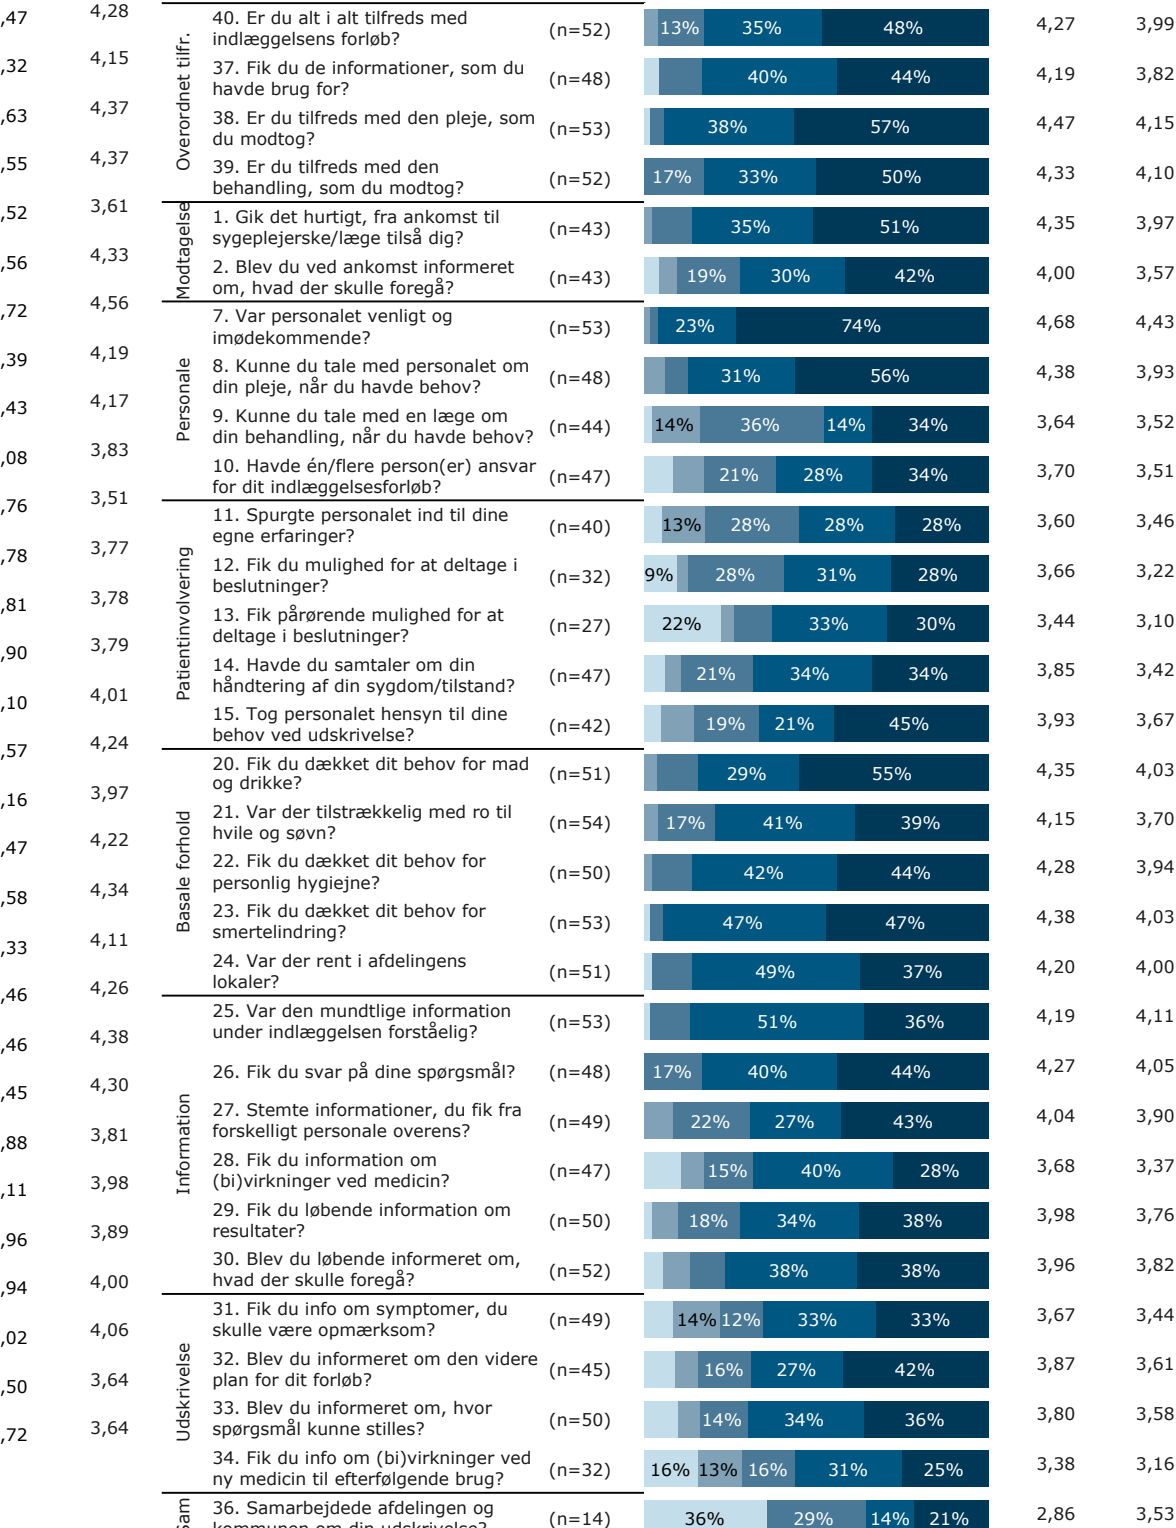 ,47 4,28 40. Er du alt i alt tilfreds med
indlæggelsens forløb? (n=52) 13% 35% 48% 4,27 3,99
,32 4,15 37. Fik du de informationer, som du
havde brug for? (n=48) 40% 44% 4,19 3,82
,63 4,37 38. Er du tilfreds med den pleje, som
du modtog? (n=53) 38% 57% 4,47 4,15
,55 4,37 39. Er du tilfreds med den
behandling, som du modtog? (n=52) 17% 33% 50% 4,33 4,10
Overordnet tilfr.
,52 3,61 1. Gik det hurtigt, fra ankomst til
sygeplejerske/læge tilså dig? (n=43) 35% 51% 4,35 3,97
,56 4,33 2. Blev du ved ankomst informeret
om, hvad der skulle foregå? (n=43) 19% 30% 42% 4,00 3,57
Modtagelse
,72 4,56 7. Var personalet venligt og
imødekommende? (n=53) 23% 74% 4,68 4,43
,39 4,19 8. Kunne du tale med personalet om
din pleje, når du havde behov? (n=48) 31% 56% 4,38 3,93
,43 4,17 9. Kunne du tale med en læge om
din behandling, når du havde behov? (n=44) 14% 36% 14% 34% 3,64 3,52
,08 3,83 10. Havde én/flere person(er) ansvar
for dit indlæggelsesforløb? (n=47) 21% 28% 34% 3,70 3,51
Personale
,76 3,51 11. Spurgte personalet ind til dine
egne erfaringer? (n=40) 13% 28% 28% 28% 3,60 3,46
,78 3,77 12. Fik du mulighed for at deltage i
beslutninger? (n=32) 9% 28% 31% 28% 3,66 3,22
,81 3,78 13. Fik pårørende mulighed for at
deltage i beslutninger? (n=27) 22% 33% 30% 3,44 3,10
,90 3,79 14. Havde du samtaler om din
håndtering af din sygdom/tilstand? (n=47) 21% 34% 34% 3,85 3,42
,10 4,01 15. Tog personalet hensyn til dine
behov ved udskrivelse? (n=42) 19% 21% 45% 3,93 3,67
Patientinvolvering
,57 4,24 20. Fik du dækket dit behov for mad
og drikke? (n=51) 29% 55% 4,35 4,03
,16 3,97 21. Var der tilstrækkelig med ro til
hvile og søvn? (n=54) 17% 41% 39% 4,15 3,70
,47 4,22 22. Fik du dækket dit behov for
personlig hygiejne? (n=50) 42% 44% 4,28 3,94
,58 4,34 23. Fik du dækket dit behov for
smertelindring? (n=53) 47% 47% 4,38 4,03
,33 4,11 24. Var der rent i afdelingens
lokaler? (n=51) 49% 37% 4,20 4,00
Basale forhold
,46 4,26 25. Var den mundtlige information
under indlæggelsen forståelig? (n=53) 51% 36% 4,19 4,11
,46 4,38 26. Fik du svar på dine spørgsmål? (n=48) 17% 40% 44% 4,27 4,05
,45 4,30 27. Stemte informationer, du fik fra
forskelligt personale overens? (n=49) 22% 27% 43% 4,04 3,90
,88 3,81 28. Fik du information om
(bi)virkninger ved medicin? (n=47) 15% 40% 28% 3,68 3,37
,11 3,98 29. Fik du løbende information om
resultater? (n=50) 18% 34% 38% 3,98 3,76
,96 3,89 30. Blev du løbende informeret om,
hvad der skulle foregå? (n=52) 38% 38% 3,96 3,82
Information
,94 4,00 31. Fik du info om symptomer, du
skulle være opmærksom? (n=49) 14% 12% 33% 33% 3,67 3,44
,02 4,06 32. Blev du informeret om den videre
plan for dit forløb? (n=45) 16% 27% 42% 3,87 3,61
,50 3,64 33. Blev du informeret om, hvor
spørgsmål kunne stilles? (n=50) 14% 34% 36% 3,80 3,58
,72 3,64 34. Fik du info om (bi)virkninger ved
ny medicin til efterfølgende brug? (n=32) 16% 13% 16% 31% 25% 3,38 3,16
Udskrivelse
36. Samarbejdede afdelingen og
kommunen om din udskrivelse? (n=14) 36% 29% 14% 21% 2,86 3,53
Sam